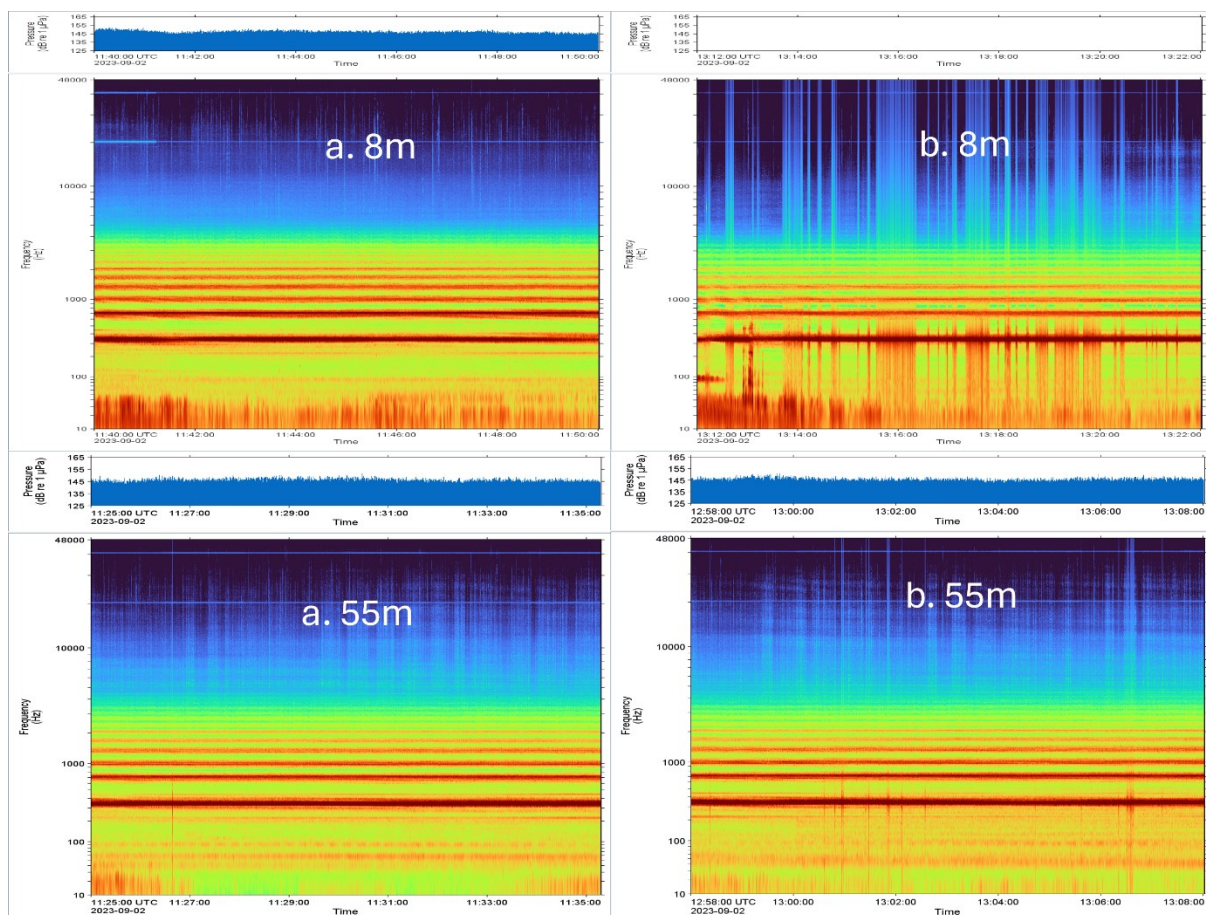 165
155
145
135
125
Pressure
(dB re 1 µPa)
11:40:00 UTC
2023-09-02
11:42:00
11:44:00
11:46:00
11:48:00
11:50:00
Time
48000
10000
1000
100
10
Frequency
(Hz)
a. 8m
11:40:00 UTC
2023-09-02
11:42:00
11:44:00
11:46:00
11:48:00
11:50:00
Time
165
155
145
135
125
Pressure
(dB re 1 µPa)
13:12:00 UTC
2023-09-02
13:14:00
13:16:00
13:18:00
13:20:00
13:22:00
Time
48000
10000
1000
100
10
Frequency
(Hz)
b. 8m
13:12:00 UTC
2023-09-02
13:14:00
13:16:00
13:18:00
13:20:00
13:22:00
Time
165
155
145
135
125
Pressure
(dB re 1 µPa)
11:25:00 UTC
2023-09-02
11:27:00
11:29:00
11:31:00
11:33:00
11:35:00
Time
48000
10000
1000
100
10
Frequency
(Hz)
a. 55m
11:25:00 UTC
2023-09-02
11:27:00
11:29:00
11:31:00
11:33:00
11:35:00
Time
165
155
145
135
125
Pressure
(dB re 1 µPa)
12:58:00 UTC
2023-09-02
13:00:00
13:02:00
13:04:00
13:06:00
13:08:00
Time
48000
10000
1000
100
10
Frequency
(Hz)
b. 55m
12:58:00 UTC
2023-09-02
13:00:00
13:02:00
13:04:00
13:06:00
13:08:00
Time